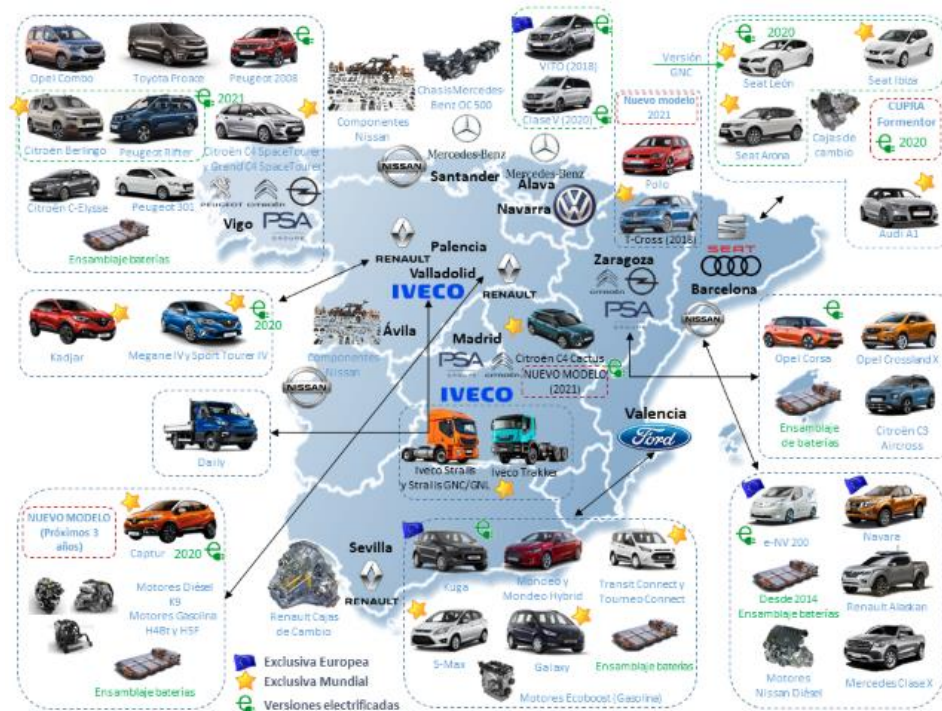 Opel Combo
Toyota Proace
Peugeot 2008
2021
Citroën Berlingo
Peugeot Rifter
Citroën C4 SpaceTourer
y Grand C4 SpaceTourer
Citroën C-Elysse
Peugeot 301
PEUGEOT
CITROËN
Vigo
PSA
GROUPE
Ensamblaje baterías
Componentes
Nissan
Chasis Mercedes-
Benz OC 500
VITO (2018)
Clase V (2020)
Nuevo modelo
2021
Polo
T-Cross (2018)
Versión
GNC
2020
Seat León
Seat Ibiza
Seat Arona
Cajas de
cambio
CUPRA
Formentor
2020
Audi A1
NISSAN
Mercedes-Benz
Santander
Mercedes-Benz
Álava
Navarra
RENAULT
Palencia
Valladolid
IVECO
RENAULT
Zaragoza
CITROËN
PSA
GROUPE
SEAT
Barcelona
NISSAN
Kadjar
Megane IV y Sport Tourer IV
2020
Componentes
Nissan
Ávila
NISSAN
Madrid
PSA
GROUPE
CITROËN
IVECO
Citroën C4 Cactus
NUEVO MODELO
(2021)
Opel Corsa
Opel Crossland X
Ensamblaje
de baterías
Citroën C3
Aircross
Valencia
Ford
Daily
Iveco Stralis
y Stralis GNC/GNL
Iveco Trakker
NUEVO MODELO
(Próximos 3
años)
Captur
2020
Motores Diésel
K9
Motores Gasolina
H4Bt y H5F
Ensamblaje baterías
Sevilla
RENAULT
Renault Cajas
de Cambio
Kuga
Mondeo y
Mondeo Hybrid
Transit Connect y
Tourneo Connect
S-Max
Galaxy
Ensamblaje baterías
Motores Ecoboost (Gasolina)
e-NV 200
Navara
Desde 2014
Ensamblaje baterías
Renault Alaskan
Motores
Nissan Diésel
Mercedes Clase X
Exclusiva Europea
Exclusiva Mundial
Versiones electrificadas